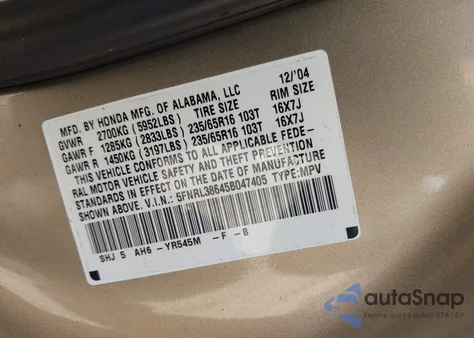 MFD. BY HONDA MFG. OF ALABAMA, LLC 12/'04
GVWR 2700KG (5952LBS) TIRE SIZE RIM SIZE
GAWR F 1285KG (2833LBS) 235/65R16 103T 16X7J
GAWR R 1450KG (3197LBS) 235/65R16 103T 16X7J
THIS VEHICLE CONFORMS TO ALL APPLICABLE FEDE-
RAL MOTOR VEHICLE SAFETY AND THEFT PREVENTION
STANDARDS IN EFFECT ON THE DATE OF MANUFACTURE
SHOWN ABOVE. V.I.N.: 5FNRL38645B047405 TYPE:MPV
SHJ 5 AH6 -YR545M -F -B
autoSnap